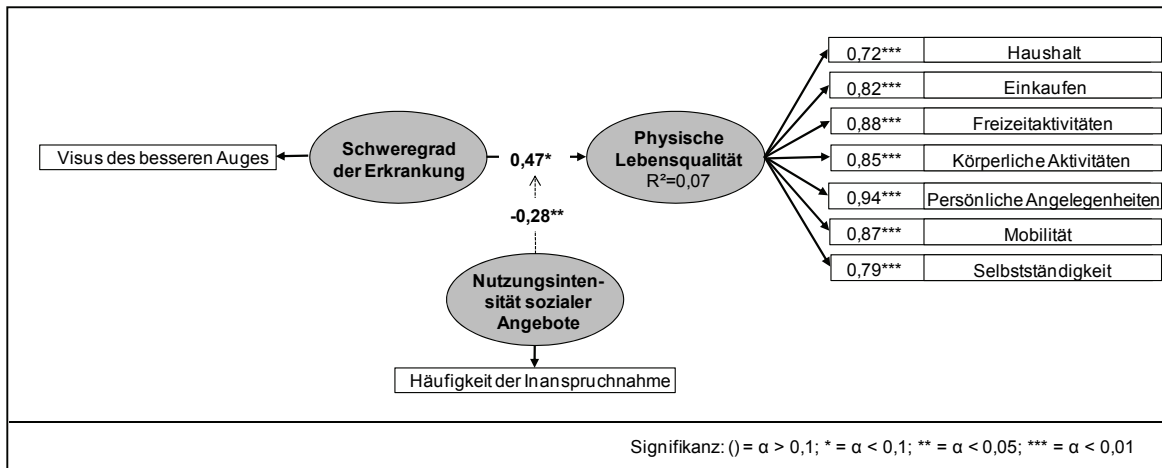 0,72*** Haushalt
0,82*** Einkaufen
0,88*** Freizeitaktivitäten
0,85*** Körperliche Aktivitäten
0,94*** Persönliche Angelegenheiten
0,87*** Mobilität
0,79*** Selbstständigkeit
Visus des besseren Auges
Schweregrad
der Erkrankung
0,47*
Physische
Lebensqualität
R²=0,07
-0,28**
Nutzungsinten-
sität sozialer
Angebote
Häufigkeit der Inanspruchnahme
Signifikanz: () = α > 0,1; * = α < 0,1; ** = α < 0,05; *** = α < 0,01